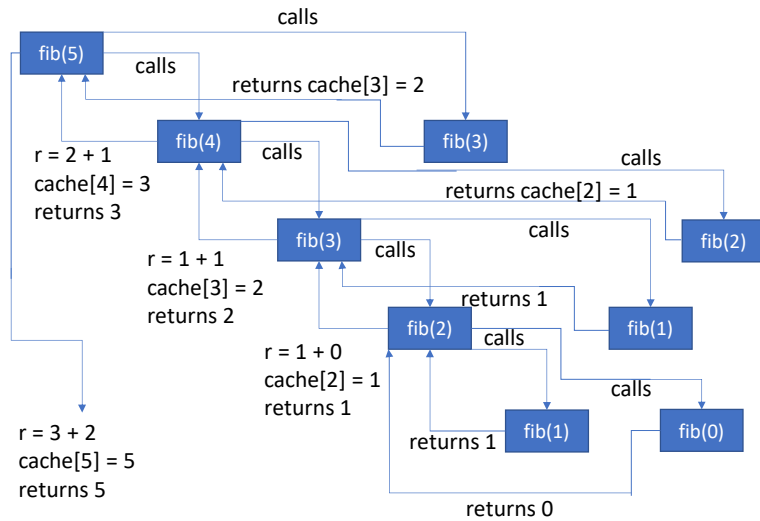 calls
fib(5)
calls
returns cache[3] = 2
fib(4)
fib(3)
r = 2 + 1
cache[4] = 3
returns 3
calls
calls
returns cache[2] = 1
fib(3)
calls
fib(2)
r = 1 + 1
cache[3] = 2
returns 2
calls
returns 1
fib(2)
fib(1)
r = 1 + 0
cache[2] = 1
returns 1
calls
calls
fib(1)
fib(0)
returns 1
r = 3 + 2
cache[5] = 5
returns 5
returns 0